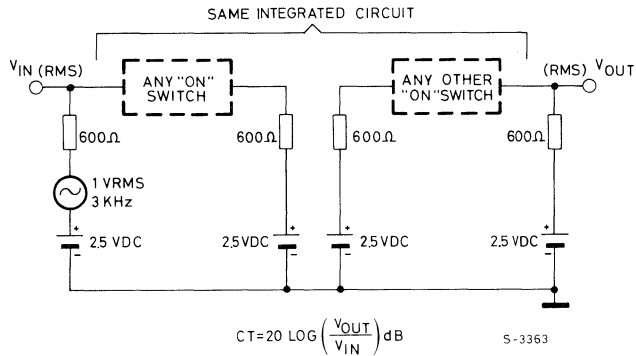 SAME INTEGRATED CIRCUIT
VIN (RMS)
ANY "ON"
SWITCH
ANY OTHER
"ON" SWITCH
(RMS) VOUT
600Ω
600Ω
600Ω
600Ω
1 VRMS
3 KHz
+
2.5 VDC
-
+
2.5 VDC
-
+
2.5 VDC
-
+
2.5 VDC
-
CT=20 LOG (VOUT/VIN) dB
S-3363